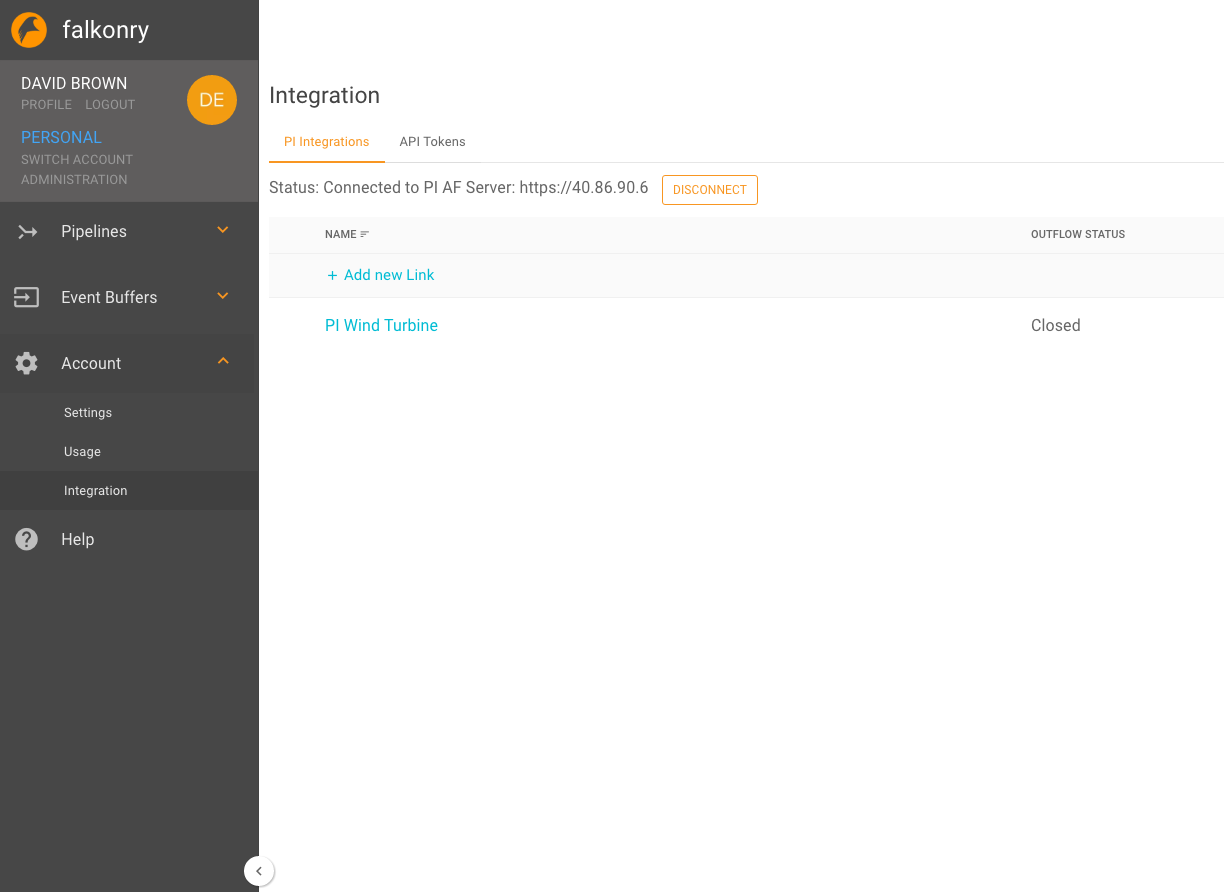 falkonry
DAVID BROWN
PROFILE LOGOUT
DE
PERSONAL
SWITCH ACCOUNT
ADMINISTRATION
Pipelines
Event Buffers
Account
Settings
Usage
Integration
Help
Integration
PI Integrations API Tokens
Status: Connected to PI AF Server: https://40.86.90.6 DISCONNECT
NAME OUTFLOW STATUS
+ Add new Link
PI Wind Turbine Closed